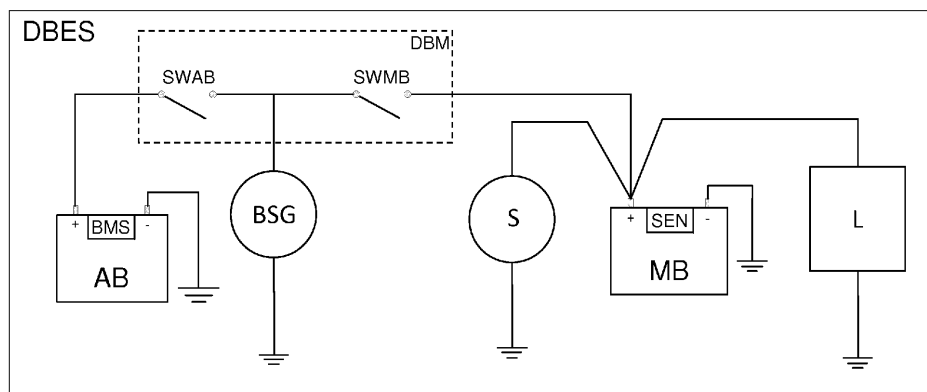 DBES
DBM
SWAB
SWMB
BSG
S
+
BMS
-
AB
+
SEN
-
MB
L